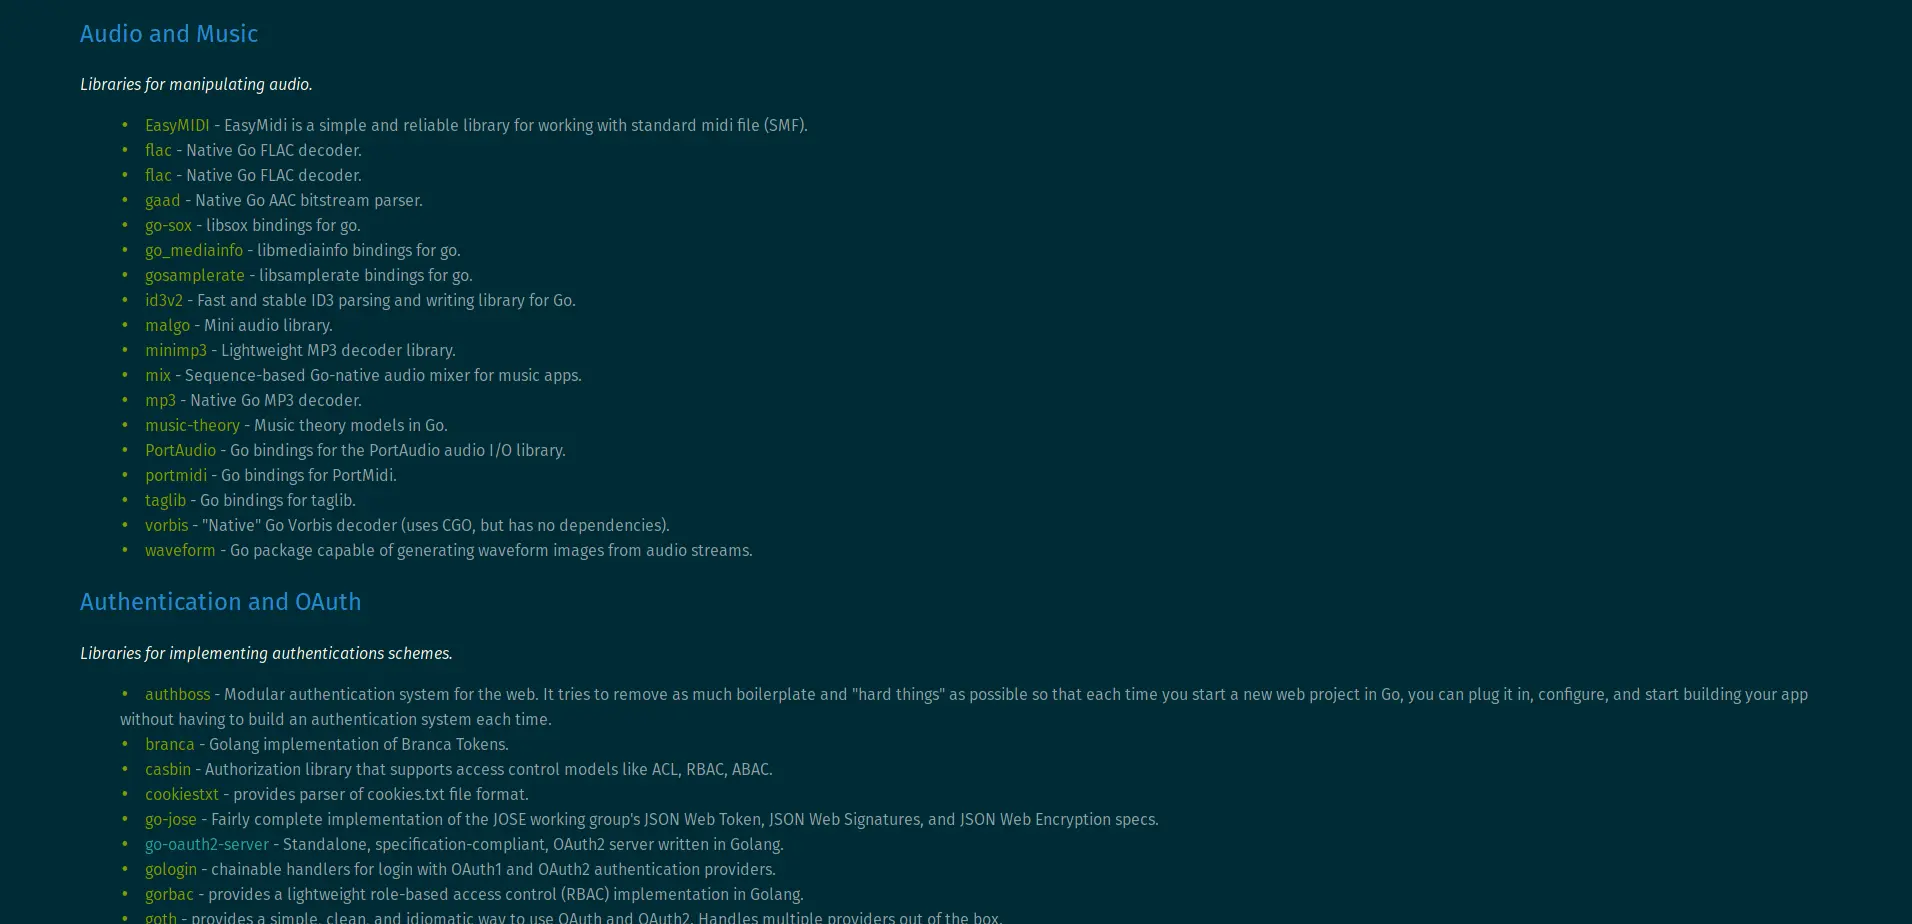 Audio and Music
Libraries for manipulating audio.
• EasyMIDI - EasyMidi is a simple and reliable library for working with standard midi file (SMF).
• flac - Native Go FLAC decoder.
• flac - Native Go FLAC decoder.
• gaad - Native Go AAC bitstream parser.
• go-sox - libsox bindings for go.
• go_mediainfo - libmediainfo bindings for go.
• gosamplerate - libsamplerate bindings for go.
• id3v2 - Fast and stable ID3 parsing and writing library for Go.
• malgo - Mini audio library.
• minimp3 - Lightweight MP3 decoder library.
• mix - Sequence-based Go-native audio mixer for music apps.
• mp3 - Native Go MP3 decoder.
• music-theory - Music theory models in Go.
• PortAudio - Go bindings for the PortAudio audio I/O library.
• portmidi - Go bindings for PortMidi.
• taglib - Go bindings for taglib.
• vorbis - "Native" Go Vorbis decoder (uses CGO, but has no dependencies).
• waveform - Go package capable of generating waveform images from audio streams.
Authentication and OAuth
Libraries for implementing authentications schemes.
• authboss - Modular authentication system for the web. It tries to remove as much boilerplate and "hard things" as possible so that each time you start a new web project in Go, you can plug it in, configure, and start building your app
without having to build an authentication system each time.
• branca - Golang implementation of Branca Tokens.
• casbin - Authorization library that supports access control models like ACL, RBAC, ABAC.
• cookiestxt - provides parser of cookies.txt file format.
• go-jose - Fairly complete implementation of the JOSE working group's JSON Web Token, JSON Web Signatures, and JSON Web Encryption specs.
• go-oauth2-server - Standalone, specification-compliant, OAuth2 server written in Golang.
• gologin - chainable handlers for login with OAuth1 and OAuth2 authentication providers.
• gorbac - provides a lightweight role-based access control (RBAC) implementation in Golang.
• goth - provides a simple, clean, and idiomatic way to use OAuth and OAuth2. Handles multiple providers out of the box.